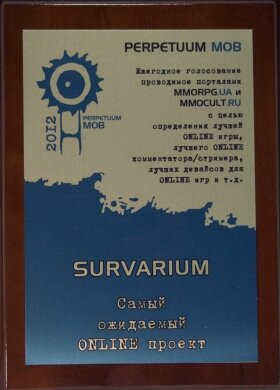 PERPETUUM MOB
Ежегодное голосование
проводимое порталами
MMORPG.UA и
MMOCULT.RU
с целью
определения лучшей
ONLINE игры,
лучшего ONLINE
комментатора/стримера,
лучших девайсов для
ONLINE игр и т.д.
2012
PERPETUUM
MOB
SURVARIUM
Самый
ожидаемый
ONLINE проект